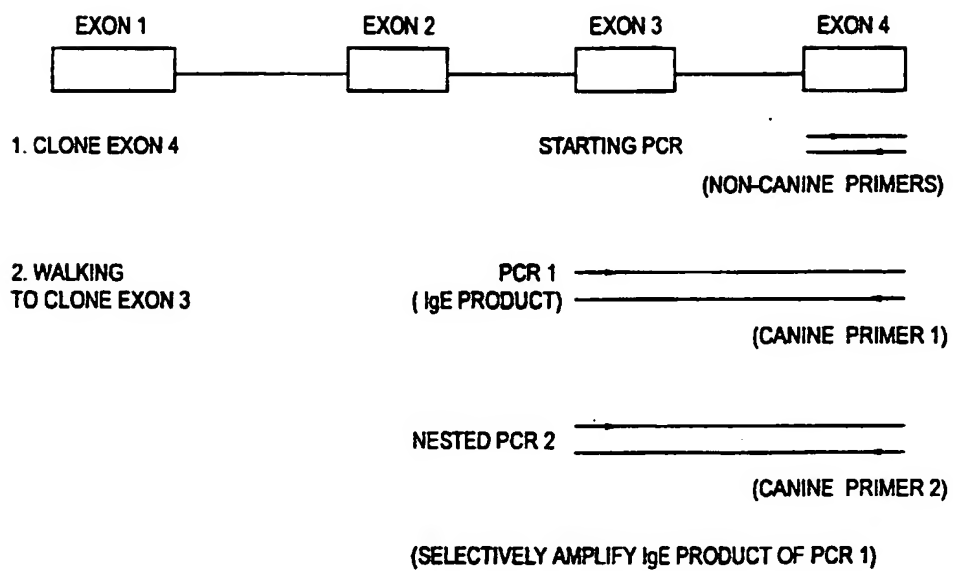 EXON 1 EXON 2 EXON 3 EXON 4
1. CLONE EXON 4 STARTING PCR
(NON-CANINE PRIMERS)
2. WALKING
TO CLONE EXON 3
PCR 1
( IgE PRODUCT)
(CANINE PRIMER 1)
NESTED PCR 2
(CANINE PRIMER 2)
(SELECTIVELY AMPLIFY IgE PRODUCT OF PCR 1)